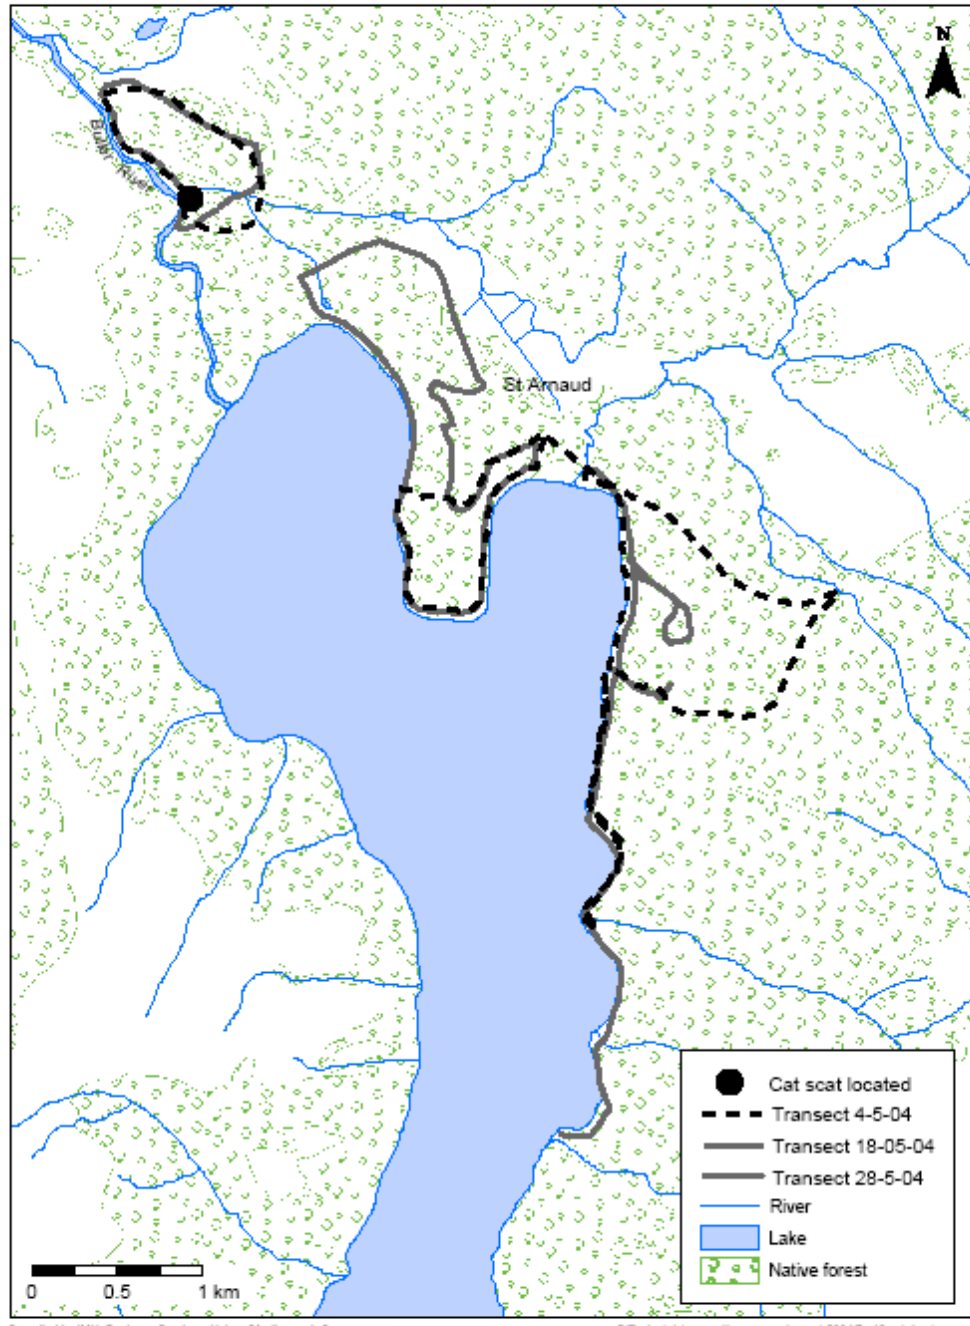 N
Buller River
St Arnaud
Cat scat located
Transect 4-5-04
Transect 18-05-04
Transect 28-5-04
River
Lake
Native forest
0 0.5 1 km